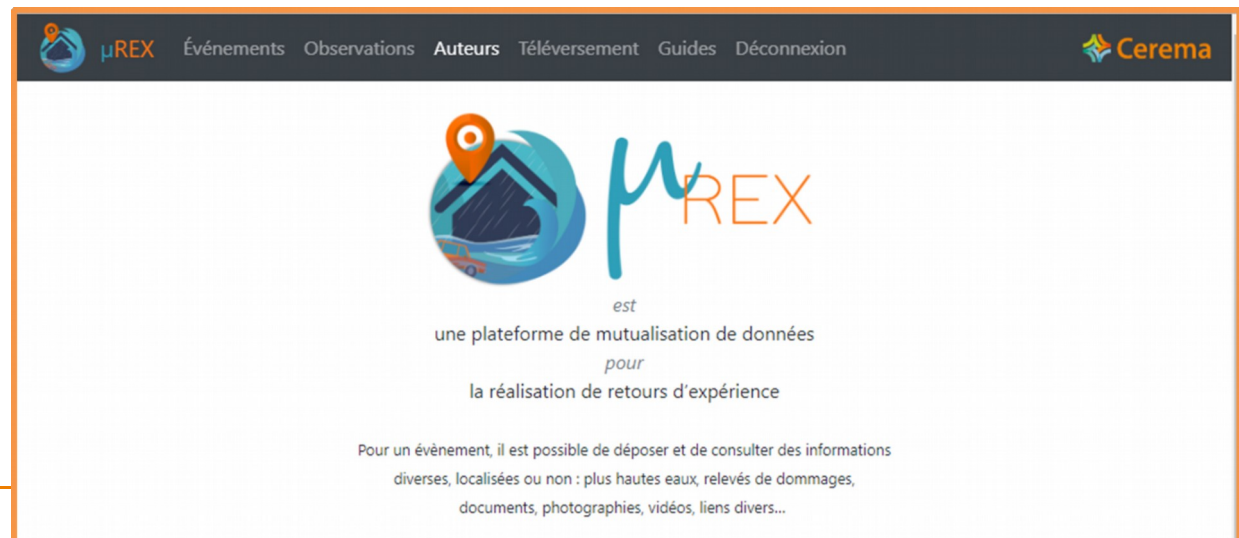 µREX Événements Observations Auteurs Téléversement Guides Déconnexion Cerema
µREX
est
une plateforme de mutualisation de données
pour
la réalisation de retours d’expérience
Pour un évènement, il est possible de déposer et de consulter des informations
diverses, localisées ou non : plus hautes eaux, relevés de dommages,
documents, photographies, vidéos, liens divers...